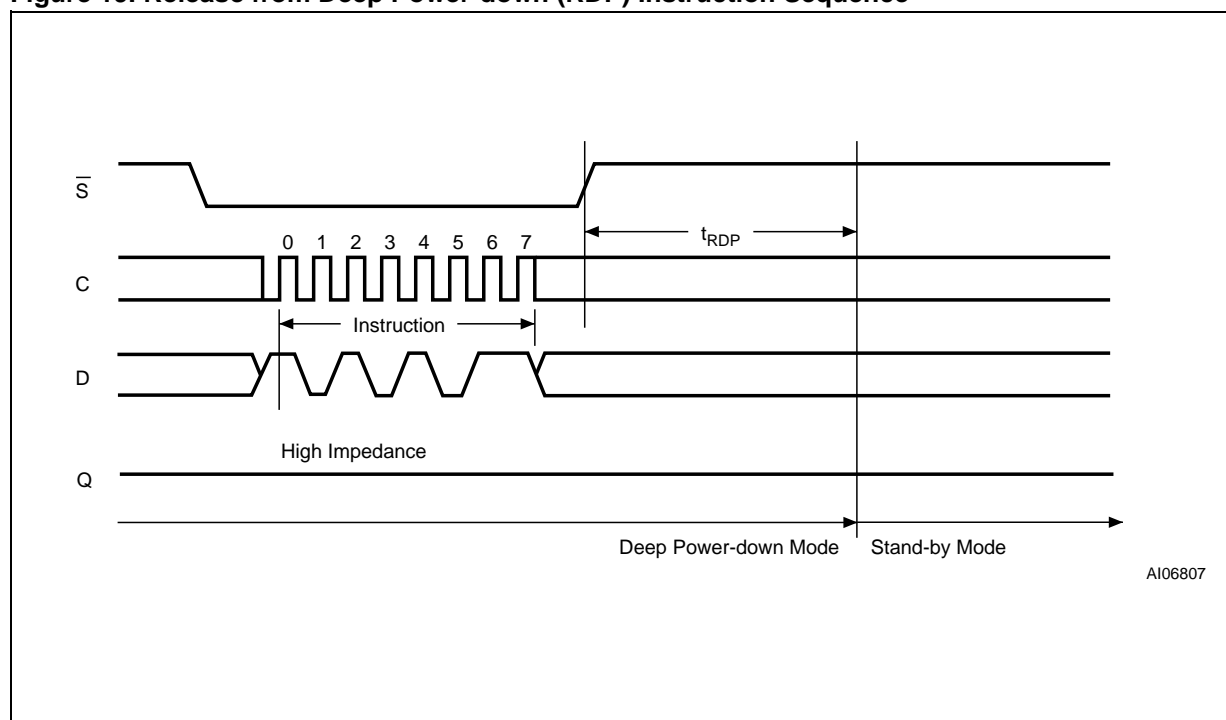 Figure 15. Release from Deep Power-down (RDP) Instruction Sequence
S̅
tRDP
0 1 2 3 4 5 6 7
C
Instruction
D
High Impedance
Q
Deep Power-down Mode Stand-by Mode
AI06807